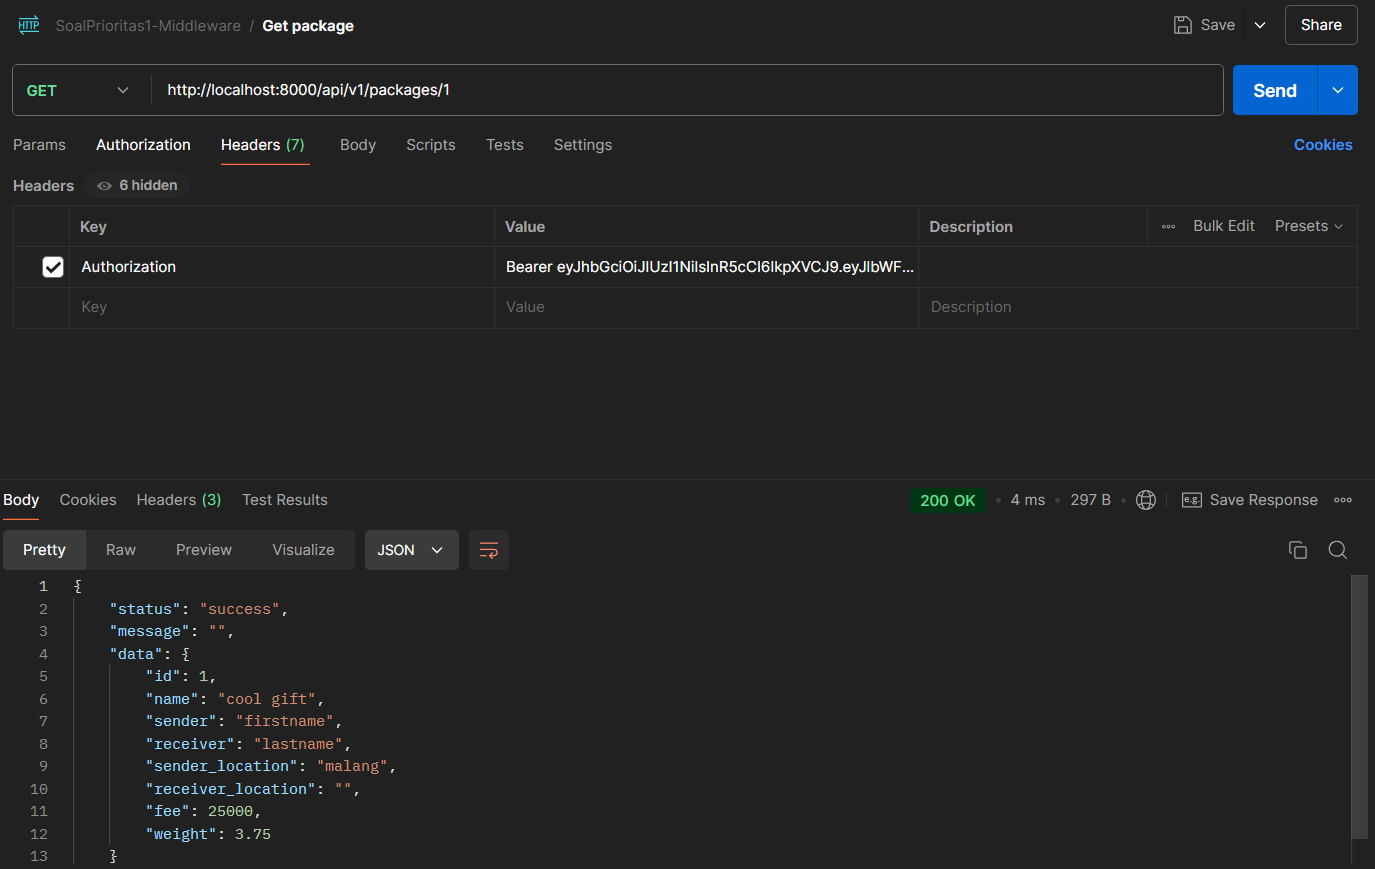 HTTP SoalPrioritas1-Middleware / Get package Save Share
GET http://localhost:8000/api/v1/packages/1 Send
Params Authorization Headers (7) Body Scripts Tests Settings Cookies
Headers 6 hidden
Key Value Description Bulk Edit Presets
Authorization Bearer eyJhbGciOiJIUzI1NiIsInR5cCI6IkpXVCJ9.eyJlbWF...
Key Value Description
Body Cookies Headers (3) Test Results 200 OK 4 ms 297 B e.g. Save Response
Pretty Raw Preview Visualize JSON
1 {
2 "status": "success",
3 "message": "",
4 "data": {
5 "id": 1,
6 "name": "cool gift",
7 "sender": "firstname",
8 "receiver": "lastname",
9 "sender_location": "malang",
10 "receiver_location": "",
11 "fee": 25000,
12 "weight": 3.75
13 }